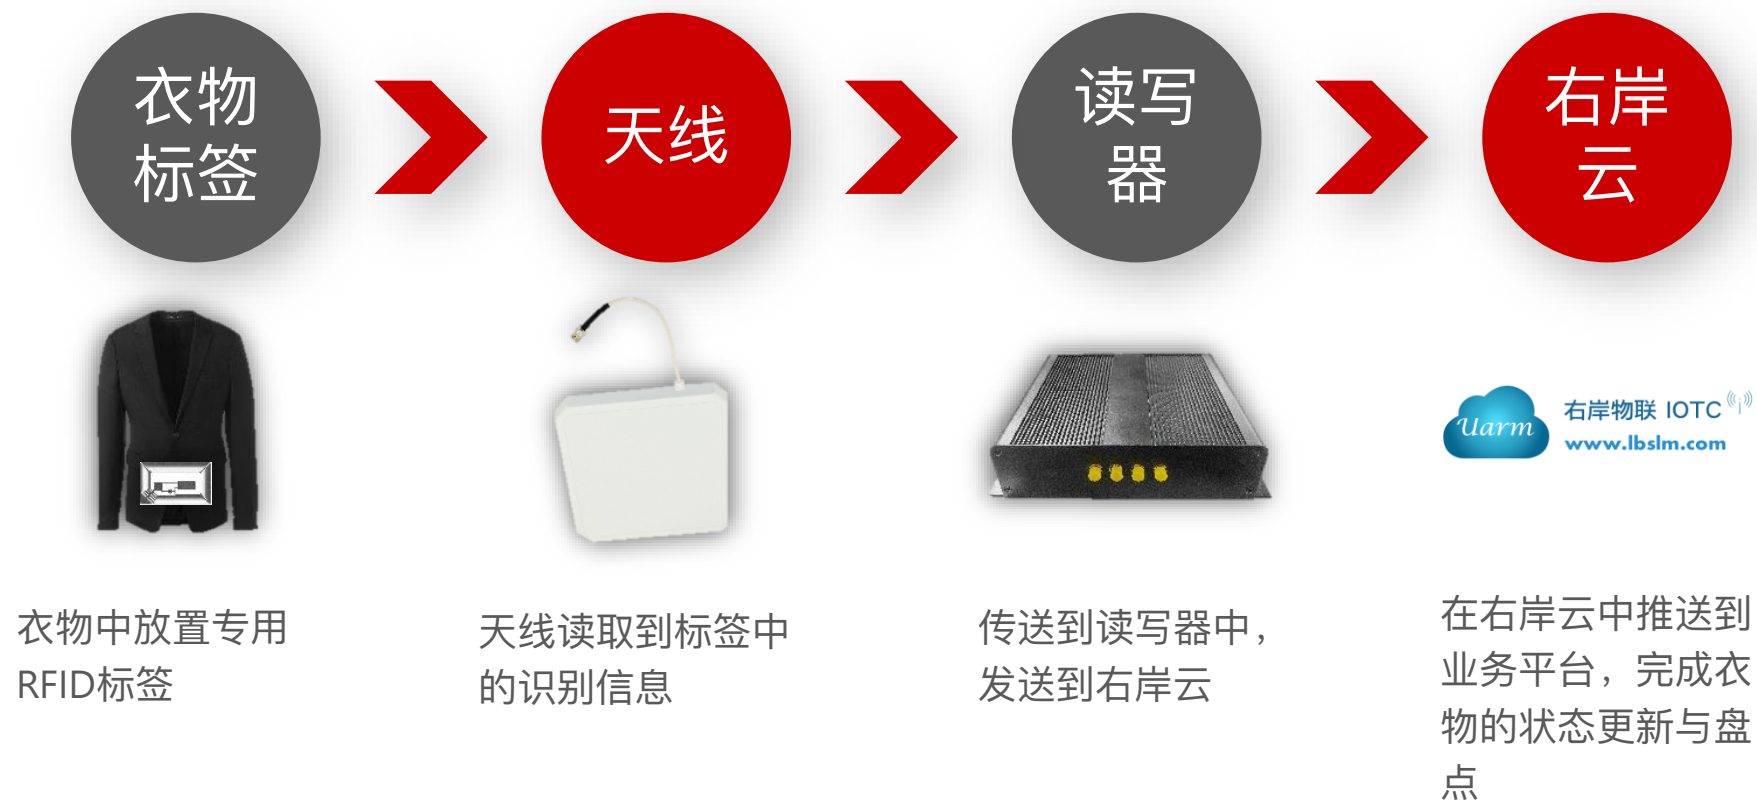 衣物
标签
天线
读写
器
右岸
云
Uarm
右岸物联 IOTC
www.lbslm.com
衣物中放置专用
RFID标签
天线读取到标签中
的识别信息
传送到读写器中，
发送到右岸云
在右岸云中推送到
业务平台，完成衣
物的状态更新与盘
点